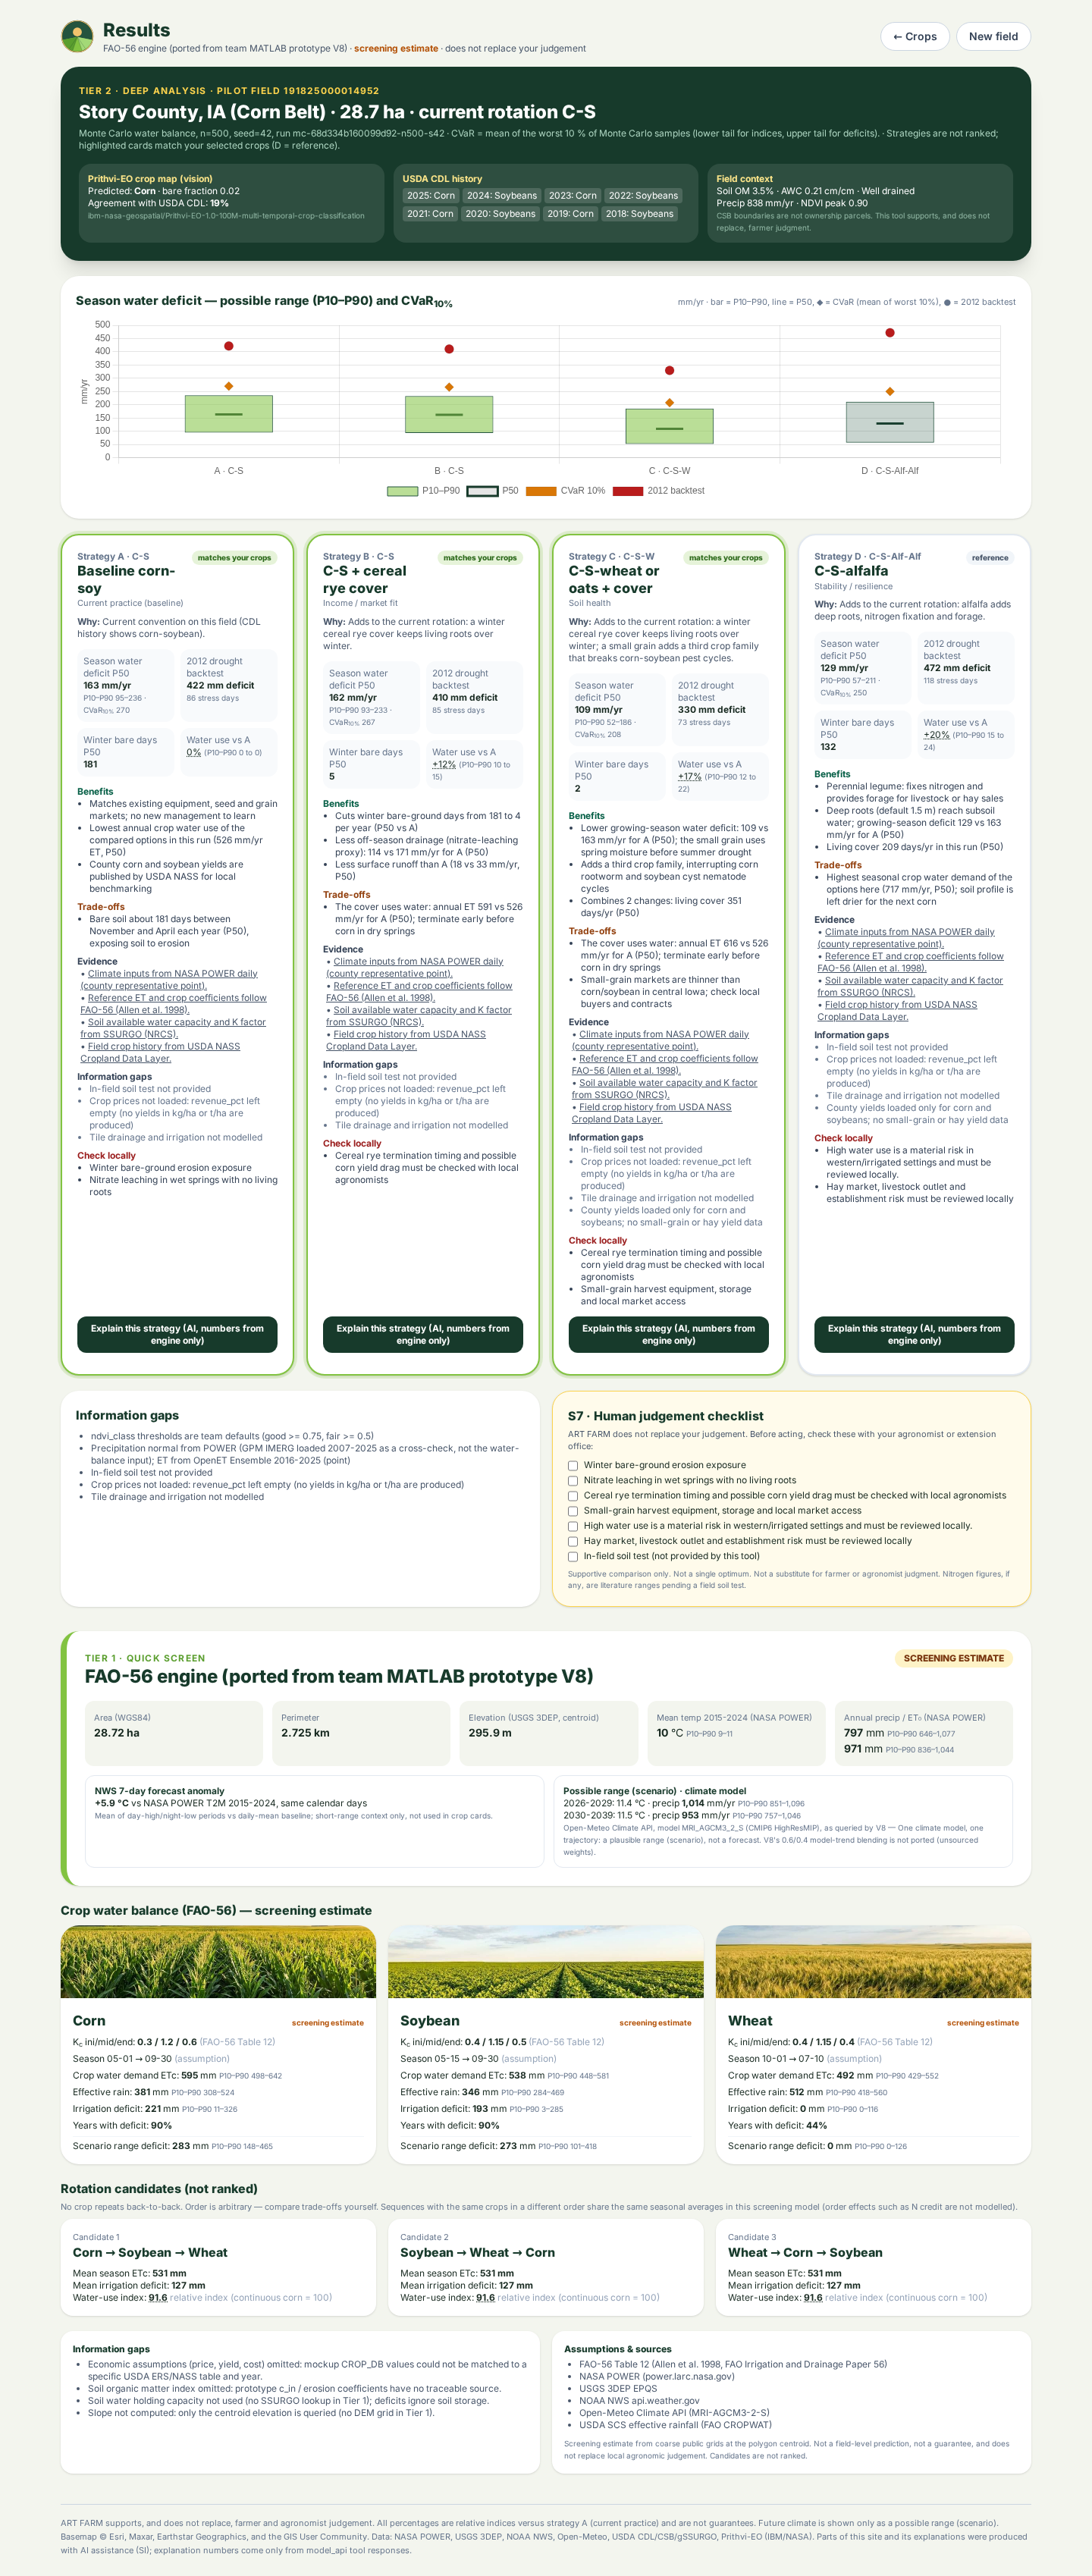 Results
FAO-56 engine (ported from team MATLAB prototype V8) · screening estimate · does not replace your judgement
← Crops
New field
TIER 2 · DEEP ANALYSIS · PILOT FIELD 191825000014952
Story County, IA (Corn Belt) · 28.7 ha · current rotation C-S
Monte Carlo water balance, n=500, seed=42, run mc-68d334b160099d92-n500-s42 · CVaR = mean of the worst 10 % of Monte Carlo samples (lower tail for indices, upper tail for deficits). · Strategies are not ranked;
highlighted cards match your selected crops (D = reference).
Prithvi-EO crop map (vision)
Predicted: Corn · bare fraction 0.02
Agreement with USDA CDL: 19%
ibm-nasa-geospatial/Prithvi-EO-1.0-100M-multi-temporal-crop-classification
USDA CDL history
2025: Corn 2024: Soybeans 2023: Corn 2022: Soybeans
2021: Corn 2020: Soybeans 2019: Corn 2018: Soybeans
Field context
Soil OM 3.5% · AWC 0.21 cm/cm · Well drained
Precip 838 mm/yr · NDVI peak 0.90
CSB boundaries are not ownership parcels. This tool supports, and does not
replace, farmer judgment.
Season water deficit — possible range (P10–P90) and CVaR10%
mm/yr · bar = P10–P90, line = P50, ◆ = CVaR (mean of worst 10%), ● = 2012 backtest
500
450
400
350
300
250
200
150
100
50
0
mm/yr
A · C-S
B · C-S
C · C-S-W
D · C-S-Alf-Alf
P10–P90
P50
CVaR 10%
2012 backtest
Strategy A · C-S
matches your crops
Baseline corn-
soy
Current practice (baseline)
Why: Current convention on this field (CDL
history shows corn-soybean).
Season water
deficit P50
163 mm/yr
P10–P90 95–236 ·
CVaR10% 270
2012 drought
backtest
422 mm deficit
86 stress days
Winter bare days
P50
181
Water use vs A
0% (P10–P90 0 to 0)
Benefits
• Matches existing equipment, seed and grain
markets; no new management to learn
• Lowest annual crop water use of the
compared options in this run (526 mm/yr
ET, P50)
• County corn and soybean yields are
published by USDA NASS for local
benchmarking
Trade-offs
• Bare soil about 181 days between
November and April each year (P50),
exposing soil to erosion
Evidence
• Climate inputs from NASA POWER daily
(county representative point).
• Reference ET and crop coefficients follow
FAO-56 (Allen et al. 1998).
• Soil available water capacity and K factor
from SSURGO (NRCS).
• Field crop history from USDA NASS
Cropland Data Layer.
Information gaps
• In-field soil test not provided
• Crop prices not loaded: revenue_pct left
empty (no yields in kg/ha or t/ha are
produced)
• Tile drainage and irrigation not modelled
Check locally
• Winter bare-ground erosion exposure
• Nitrate leaching in wet springs with no living
roots
Explain this strategy (AI, numbers from
engine only)
Strategy B · C-S
matches your crops
C-S + cereal
rye cover
Income / market fit
Why: Adds to the current rotation: a winter
cereal rye cover keeps living roots over
winter.
Season water
deficit P50
162 mm/yr
P10–P90 93–233 ·
CVaR10% 267
2012 drought
backtest
410 mm deficit
85 stress days
Winter bare days
P50
5
Water use vs A
+12% (P10–P90 10 to
15)
Benefits
• Cuts winter bare-ground days from 181 to 4
per year (P50 vs A)
• Less off-season drainage (nitrate-leaching
proxy): 114 vs 171 mm/yr for A (P50)
• Less surface runoff than A (18 vs 33 mm/yr,
P50)
Trade-offs
• The cover uses water: annual ET 591 vs 526
mm/yr for A (P50); terminate early before
corn in dry springs
Evidence
• Climate inputs from NASA POWER daily
(county representative point).
• Reference ET and crop coefficients follow
FAO-56 (Allen et al. 1998).
• Soil available water capacity and K factor
from SSURGO (NRCS).
• Field crop history from USDA NASS
Cropland Data Layer.
Information gaps
• In-field soil test not provided
• Crop prices not loaded: revenue_pct left
empty (no yields in kg/ha or t/ha are
produced)
• Tile drainage and irrigation not modelled
Check locally
• Cereal rye termination timing and possible
corn yield drag must be checked with local
agronomists
Explain this strategy (AI, numbers from
engine only)
Strategy C · C-S-W
matches your crops
C-S-wheat or
oats + cover
Soil health
Why: Adds to the current rotation: a winter
cereal rye cover keeps living roots over
winter; a small grain adds a third crop family
that breaks corn-soybean pest cycles.
Season water
deficit P50
109 mm/yr
P10–P90 52–186 ·
CVaR10% 208
2012 drought
backtest
330 mm deficit
73 stress days
Winter bare days
P50
2
Water use vs A
+17% (P10–P90 12 to
22)
Benefits
• Lower growing-season water deficit: 109 vs
163 mm/yr for A (P50); the small grain uses
spring moisture before summer drought
• Adds a third crop family, interrupting corn
rootworm and soybean cyst nematode
cycles
• Combines 2 changes: living cover 351
days/yr (P50)
Trade-offs
• The cover uses water: annual ET 616 vs 526
mm/yr for A (P50); terminate early before
corn in dry springs
• Small-grain markets are thinner than
corn/soybean in central Iowa; check local
buyers and contracts
Evidence
• Climate inputs from NASA POWER daily
(county representative point).
• Reference ET and crop coefficients follow
FAO-56 (Allen et al. 1998).
• Soil available water capacity and K factor
from SSURGO (NRCS).
• Field crop history from USDA NASS
Cropland Data Layer.
Information gaps
• In-field soil test not provided
• Crop prices not loaded: revenue_pct left
empty (no yields in kg/ha or t/ha are
produced)
• Tile drainage and irrigation not modelled
• County yields loaded only for corn and
soybeans; no small-grain or hay yield data
Check locally
• Cereal rye termination timing and possible
corn yield drag must be checked with local
agronomists
• Small-grain harvest equipment, storage
and local market access
Explain this strategy (AI, numbers from
engine only)
Strategy D · C-S-Alf-Alf
reference
C-S-alfalfa
Stability / resilience
Why: Adds to the current rotation: alfalfa adds
deep roots, nitrogen fixation and forage.
Season water
deficit P50
129 mm/yr
P10–P90 57–211 ·
CVaR10% 250
2012 drought
backtest
472 mm deficit
118 stress days
Winter bare days
P50
132
Water use vs A
+20% (P10–P90 15 to
24)
Benefits
• Perennial legume: fixes nitrogen and
provides forage for livestock or hay sales
• Deep roots (default 1.5 m) reach subsoil
water; growing-season deficit 129 vs 163
mm/yr for A (P50)
• Living cover 209 days/yr in this run (P50)
Trade-offs
• Highest seasonal crop water demand of the
options here (717 mm/yr, P50); soil profile is
left drier for the next corn
Evidence
• Climate inputs from NASA POWER daily
(county representative point).
• Reference ET and crop coefficients follow
FAO-56 (Allen et al. 1998).
• Soil available water capacity and K factor
from SSURGO (NRCS).
• Field crop history from USDA NASS
Cropland Data Layer.
Information gaps
• In-field soil test not provided
• Crop prices not loaded: revenue_pct left
empty (no yields in kg/ha or t/ha are
produced)
• Tile drainage and irrigation not modelled
• County yields loaded only for corn and
soybeans; no small-grain or hay yield data
Check locally
• High water use is a material risk in
western/irrigated settings and must be
reviewed locally.
• Hay market, livestock outlet and
establishment risk must be reviewed locally
Explain this strategy (AI, numbers from
engine only)
Information gaps
• ndvi_class thresholds are team defaults (good >= 0.75, fair >= 0.5)
• Precipitation normal from POWER (GPM IMERG loaded 2007-2025 as a cross-check, not the water-
balance input); ET from OpenET Ensemble 2016-2025 (point)
• In-field soil test not provided
• Crop prices not loaded: revenue_pct left empty (no yields in kg/ha or t/ha are produced)
• Tile drainage and irrigation not modelled
S7 · Human judgement checklist
ART FARM does not replace your judgement. Before acting, check these with your agronomist or extension
office:
Winter bare-ground erosion exposure
Nitrate leaching in wet springs with no living roots
Cereal rye termination timing and possible corn yield drag must be checked with local agronomists
Small-grain harvest equipment, storage and local market access
High water use is a material risk in western/irrigated settings and must be reviewed locally.
Hay market, livestock outlet and establishment risk must be reviewed locally
In-field soil test (not provided by this tool)
Supportive comparison only. Not a single optimum. Not a substitute for farmer or agronomist judgment. Nitrogen figures, if
any, are literature ranges pending a field soil test.
TIER 1 · QUICK SCREEN
SCREENING ESTIMATE
FAO-56 engine (ported from team MATLAB prototype V8)
Area (WGS84)
28.72 ha
Perimeter
2.725 km
Elevation (USGS 3DEP, centroid)
295.9 m
Mean temp 2015-2024 (NASA POWER)
10 °C P10–P90 9–11
Annual precip / ET₀ (NASA POWER)
797 mm P10–P90 646–1,077
971 mm P10–P90 836–1,044
NWS 7-day forecast anomaly
+5.9 °C vs NASA POWER T2M 2015-2024, same calendar days
Mean of day-high/night-low periods vs daily-mean baseline; short-range context only, not used in crop cards.
Possible range (scenario) · climate model
2026-2029: 11.4 °C · precip 1,014 mm/yr P10–P90 851–1,096
2030-2039: 11.5 °C · precip 953 mm/yr P10–P90 757–1,046
Open-Meteo Climate API, model MRI_AGCM3_2_S (CMIP6 HighResMIP), as queried by V8 — One climate model, one
trajectory: a plausible range (scenario), not a forecast. V8's 0.6/0.4 model-trend blending is not ported (unsourced
weights).
Crop water balance (FAO-56) — screening estimate
Corn
screening estimate
Kc ini/mid/end: 0.3 / 1.2 / 0.6 (FAO-56 Table 12)
Season 05-01 → 09-30 (assumption)
Crop water demand ETc: 595 mm P10–P90 498–642
Effective rain: 381 mm P10–P90 308–524
Irrigation deficit: 221 mm P10–P90 11–326
Years with deficit: 90%
Scenario range deficit: 283 mm P10–P90 148–465
Soybean
screening estimate
Kc ini/mid/end: 0.4 / 1.15 / 0.5 (FAO-56 Table 12)
Season 05-15 → 09-30 (assumption)
Crop water demand ETc: 538 mm P10–P90 448–581
Effective rain: 346 mm P10–P90 284–469
Irrigation deficit: 193 mm P10–P90 3–285
Years with deficit: 90%
Scenario range deficit: 273 mm P10–P90 101–418
Wheat
screening estimate
Kc ini/mid/end: 0.4 / 1.15 / 0.4 (FAO-56 Table 12)
Season 10-01 → 07-10 (assumption)
Crop water demand ETc: 492 mm P10–P90 429–552
Effective rain: 512 mm P10–P90 418–560
Irrigation deficit: 0 mm P10–P90 0–116
Years with deficit: 44%
Scenario range deficit: 0 mm P10–P90 0–126
Rotation candidates (not ranked)
No crop repeats back-to-back. Order is arbitrary — compare trade-offs yourself. Sequences with the same crops in a different order share the same seasonal averages in this screening model (order effects such as N credit are not modelled).
Candidate 1
Corn → Soybean → Wheat
Mean season ETc: 531 mm
Mean irrigation deficit: 127 mm
Water-use index: 91.6 relative index (continuous corn = 100)
Candidate 2
Soybean → Wheat → Corn
Mean season ETc: 531 mm
Mean irrigation deficit: 127 mm
Water-use index: 91.6 relative index (continuous corn = 100)
Candidate 3
Wheat → Corn → Soybean
Mean season ETc: 531 mm
Mean irrigation deficit: 127 mm
Water-use index: 91.6 relative index (continuous corn = 100)
Information gaps
• Economic assumptions (price, yield, cost) omitted: mockup CROP_DB values could not be matched to a
specific USDA ERS/NASS table and year.
• Soil organic matter index omitted: prototype c_in / erosion coefficients have no traceable source.
• Soil water holding capacity not used (no SSURGO lookup in Tier 1); deficits ignore soil storage.
• Slope not computed: only the centroid elevation is queried (no DEM grid in Tier 1).
Assumptions & sources
• FAO-56 Table 12 (Allen et al. 1998, FAO Irrigation and Drainage Paper 56)
• NASA POWER (power.larc.nasa.gov)
• USGS 3DEP EPQS
• NOAA NWS api.weather.gov
• Open-Meteo Climate API (MRI-AGCM3-2-S)
• USDA SCS effective rainfall (FAO CROPWAT)
Screening estimate from coarse public grids at the polygon centroid. Not a field-level prediction, not a guarantee, and does
not replace local agronomic judgement. Candidates are not ranked.
ART FARM supports, and does not replace, farmer and agronomist judgement. All percentages are relative indices versus strategy A (current practice) and are not guarantees. Future climate is shown only as a possible range (scenario).
Basemap © Esri, Maxar, Earthstar Geographics, and the GIS User Community. Data: NASA POWER, USGS 3DEP, NOAA NWS, Open-Meteo, USDA CDL/CSB/gSSURGO, Prithvi-EO (IBM/NASA). Parts of this site and its explanations were produced
with AI assistance (SI); explanation numbers come only from model_api tool responses.